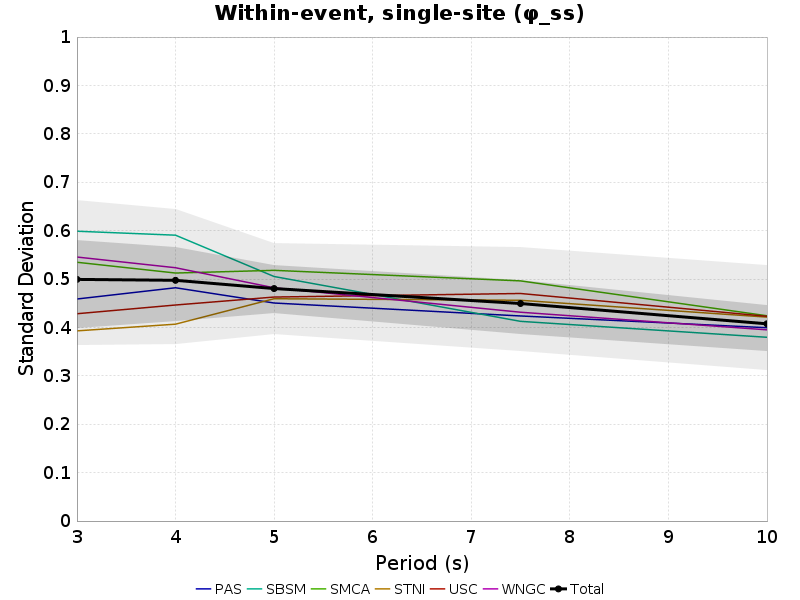 Within-event, single-site (φ_ss)
Standard Deviation
1
0.9
0.8
0.7
0.6
0.5
0.4
0.3
0.2
0.1
0
3 4 5 6 7 8 9 10
Period (s)
PAS SBSM SMCA STNI USC WNGC Total